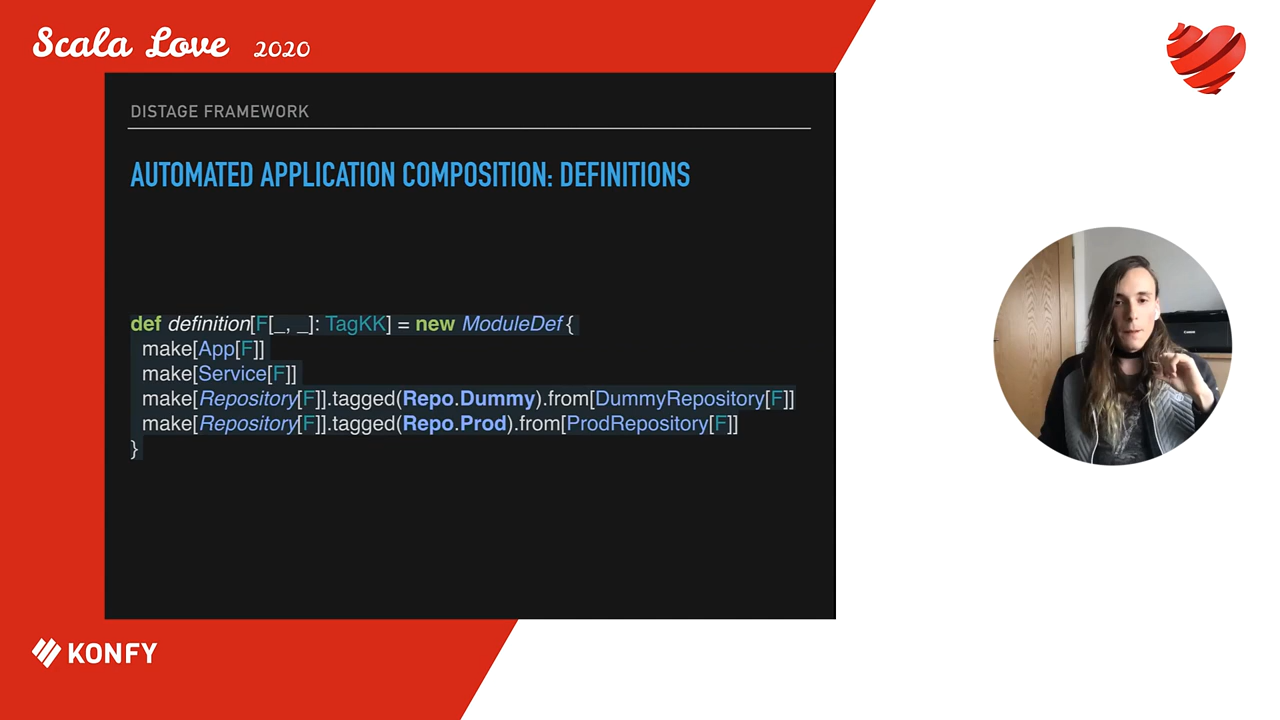 Scala Love 2020
DISTAGE FRAMEWORK
AUTOMATED APPLICATION COMPOSITION: DEFINITIONS
def definition[F[_, _]: TagKK] = new ModuleDef {
make[App[F]]
make[Service[F]]
make[Repository[F]].tagged(Repo.Dummy).from[DummyRepository[F]]
make[Repository[F]].tagged(Repo.Prod).from[ProdRepository[F]]
}
KONFY
Canon